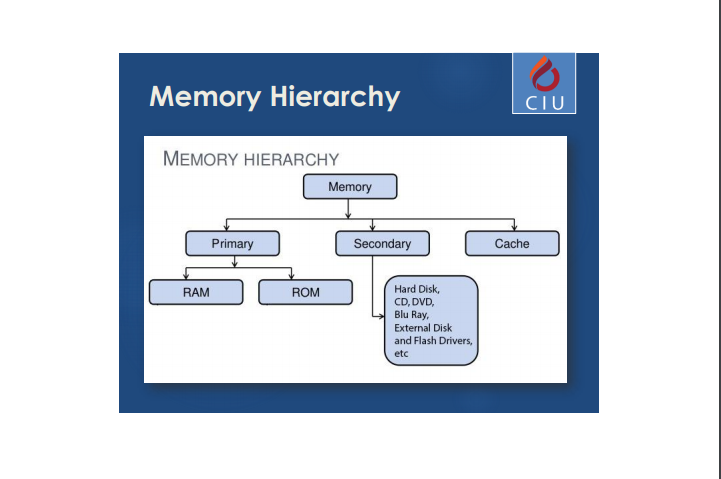 Memory Hierarchy
CIU
MEMORY HIERARCHY
Memory
Primary
Secondary
Cache
RAM
ROM
Hard Disk,
CD, DVD,
Blu Ray,
External Disk
and Flash Drivers,
etc